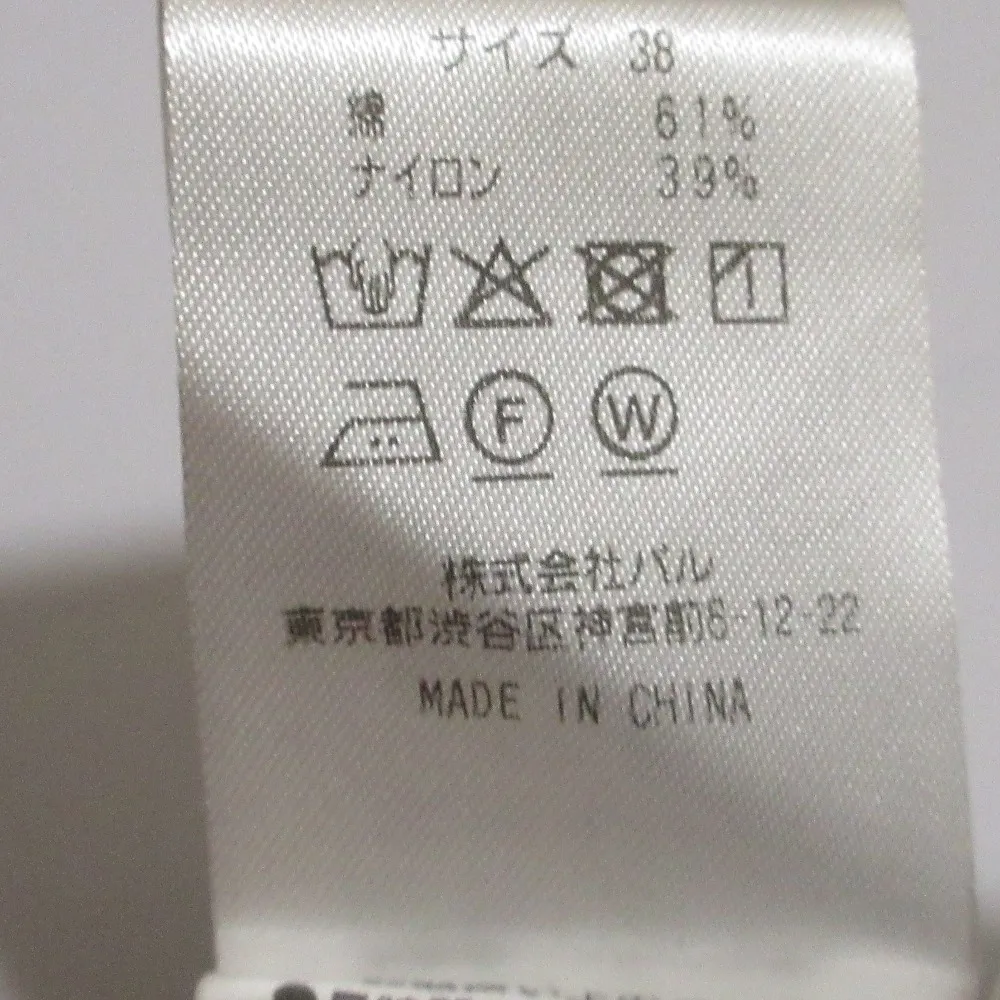 サイズ 38
綿 61%
ナイロン 39%
F W
株式会社バル
東京都渋谷区神宮前6-12-22
MADE IN CHINA